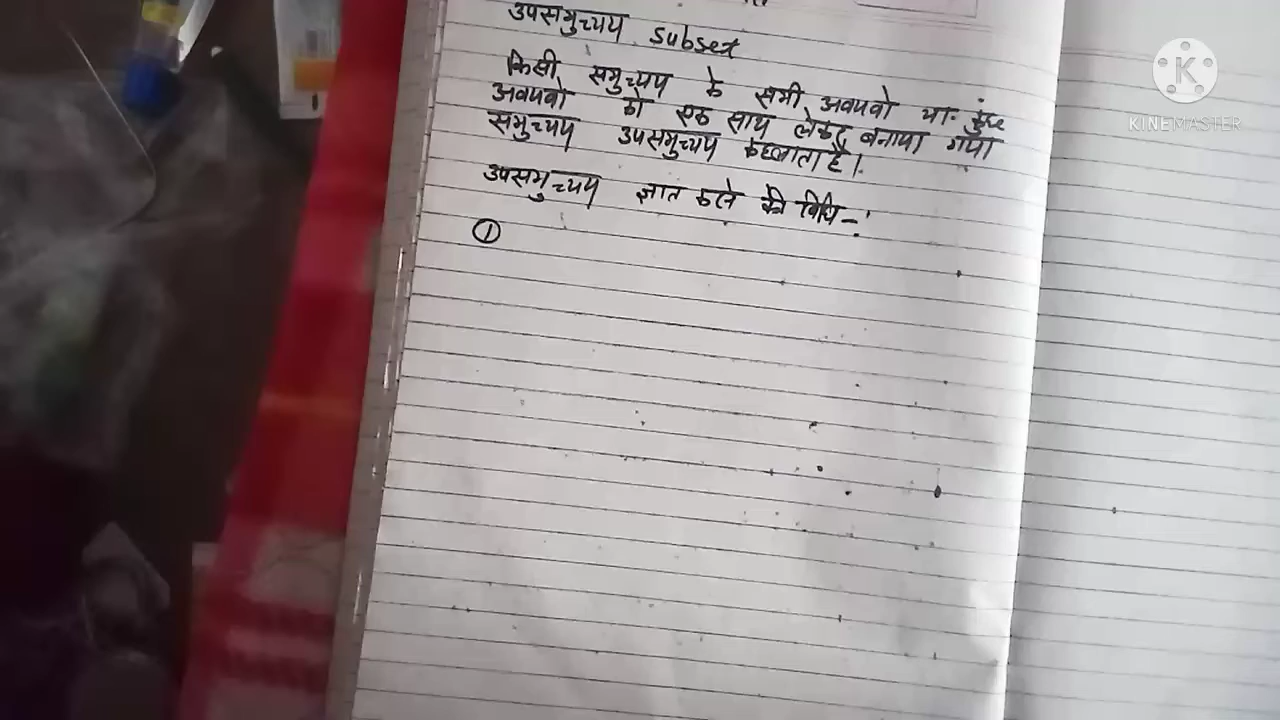 उपसमुच्चय subset
किसी समुच्चय के सभी अवयवो या कुछ
अवयवो को एक साथ लेकर बनाया गया
समुच्चय उपसमुच्चय कहलाता है।
उपसमुच्चय ज्ञात करने की विधि-:
①
K
KINEMASTER